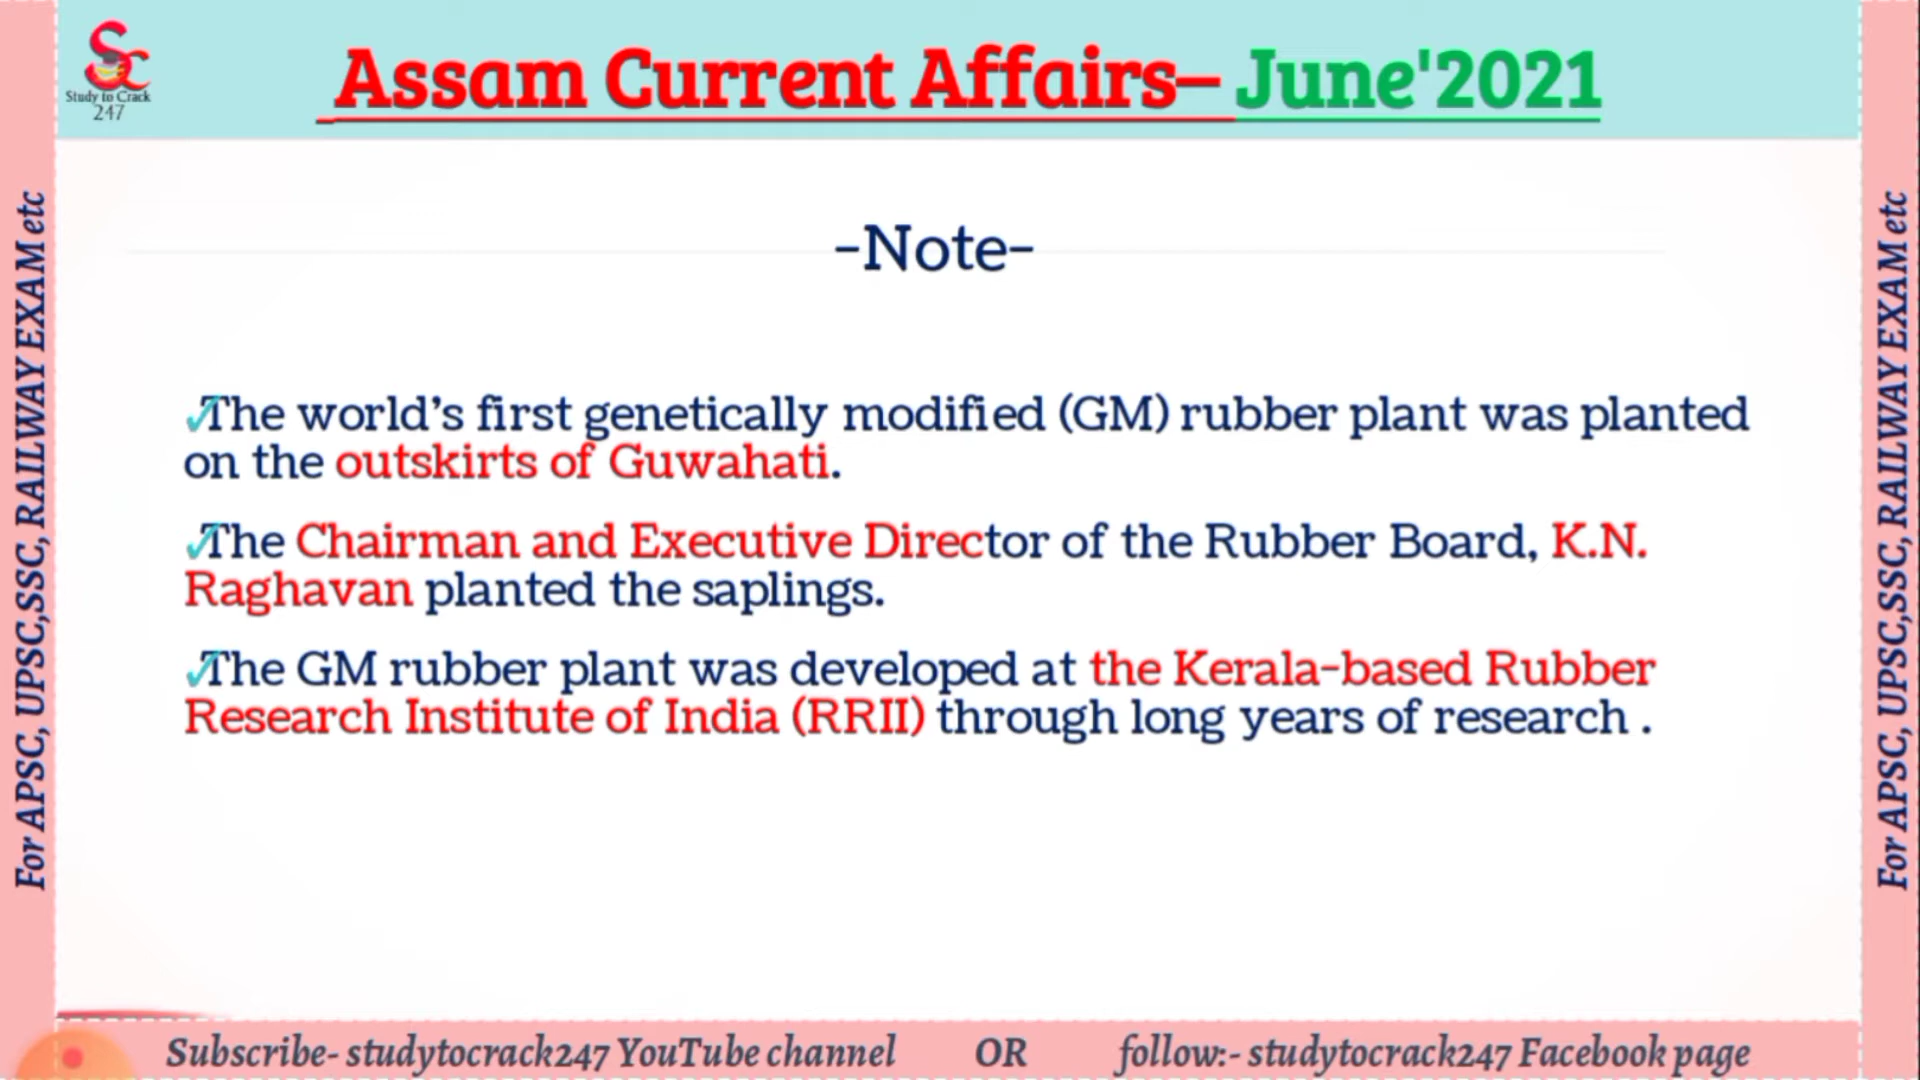 SC
Study to Crack
247
Assam Current Affairs– June'2021
For APSC, UPSC,SSC, RAILWAY EXAM etc
-Note-
✓The world's first genetically modified (GM) rubber plant was planted
on the outskirts of Guwahati.
✓The Chairman and Executive Director of the Rubber Board, K.N.
Raghavan planted the saplings.
✓The GM rubber plant was developed at the Kerala-based Rubber
Research Institute of India (RRII) through long years of research .
For APSC, UPSC,SSC, RAILWAY EXAM etc
Subscribe- studytocrack247 YouTube channel OR follow:- studytocrack247 Facebook page